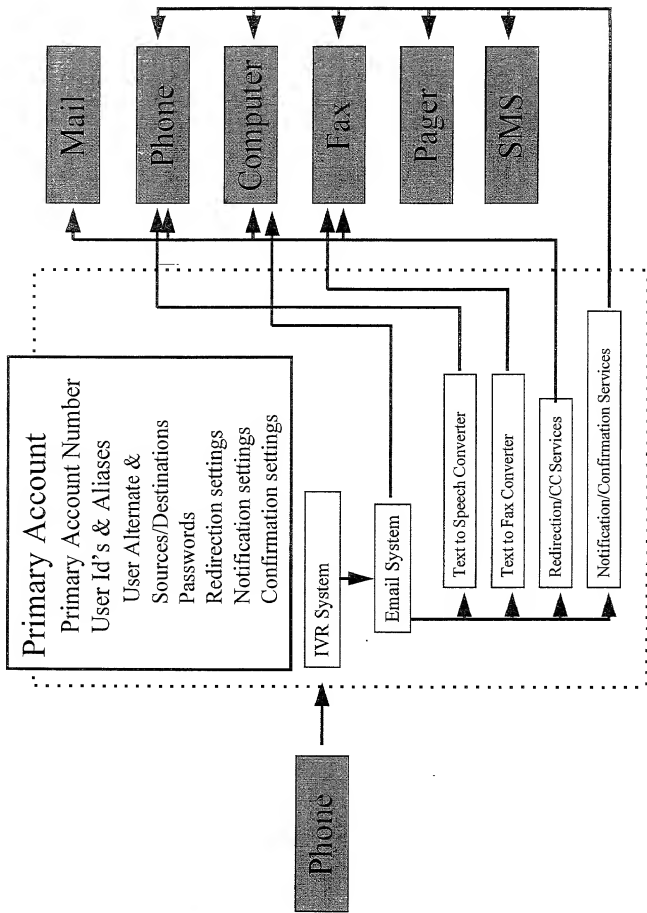 Primary Account
Primary Account Number
User Id's & Aliases
User Alternate &
Sources/Destinations
Passwords
Redirection settings
Notification settings
Confirmation settings
Phone
IVR System
Email System
Text to Speech Converter
Text to Fax Converter
Redirection/CC Services
Notification/Confirmation Services
Mail
Phone
Computer
Fax
Pager
SMS